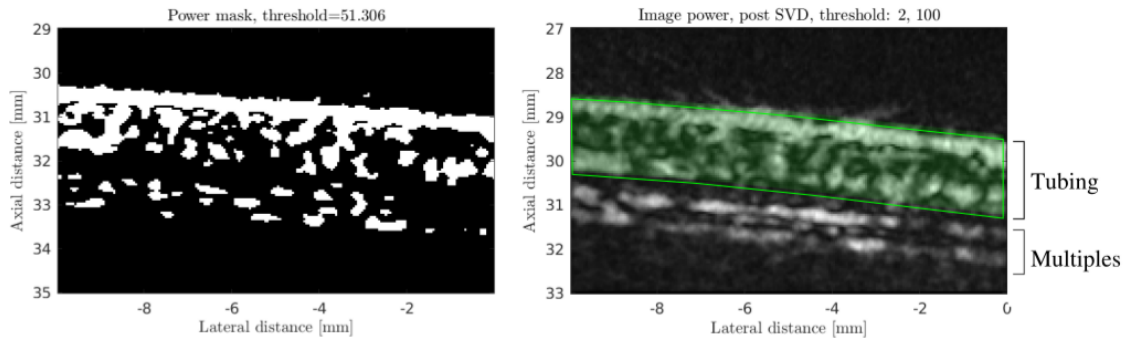 Power mask, threshold=51.306
29
30
31
32
33
34
35
Axial distance [mm]
-8
-6
-4
-2
Lateral distance [mm]
Image power, post SVD, threshold: 2, 100
27
28
29
30
31
32
33
Axial distance [mm]
-8
-6
-4
-2
0
Lateral distance [mm]
Tubing
Multiples